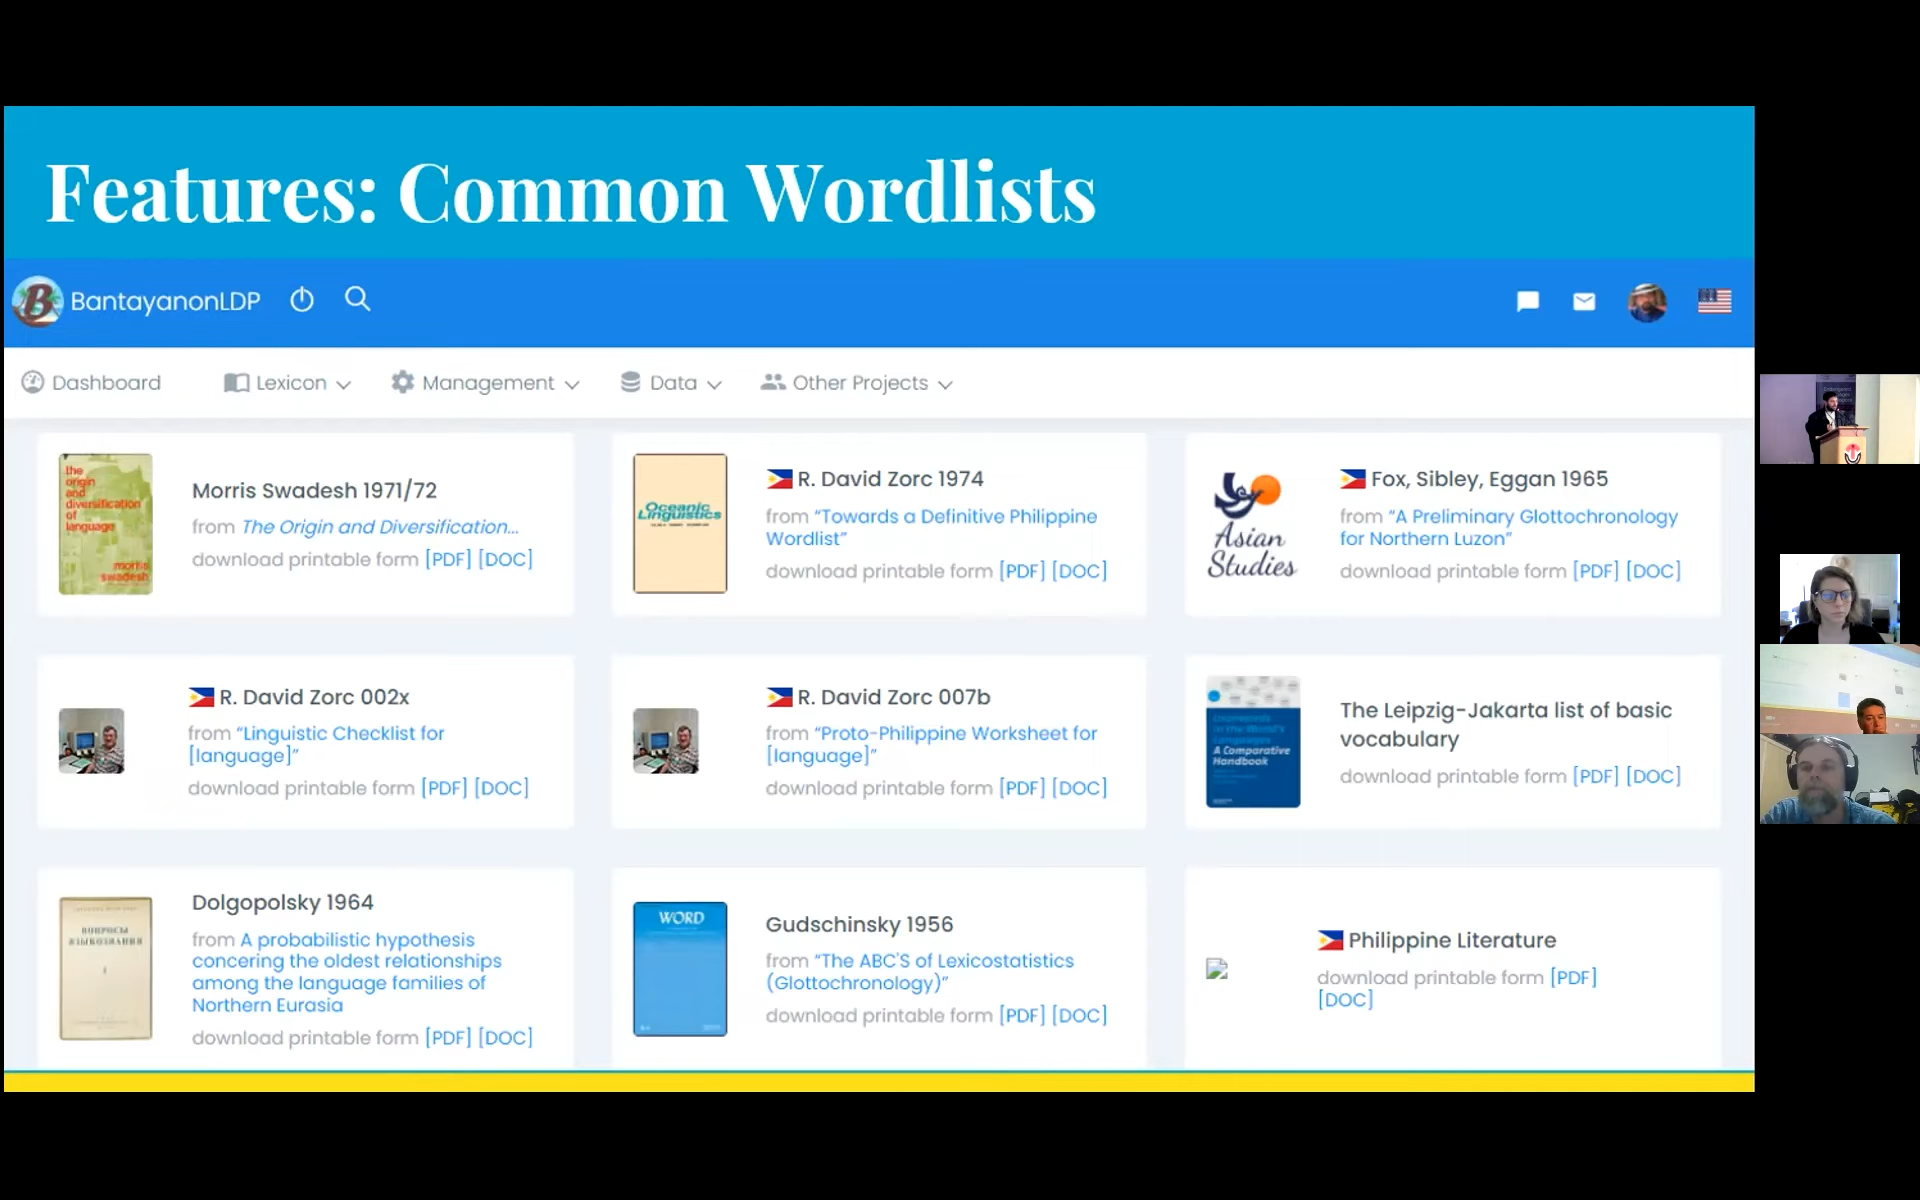 Features: Common Wordlists
BantayanonLDP
Dashboard
Lexicon
Management
Data
Other Projects
the
origin
and
diversification
of
language
morris
swadesh
Morris Swadesh 1971/72
from The Origin and Diversification...
download printable form [PDF] [DOC]
Oceanic
Linguistics
R. David Zorc 1974
from “Towards a Definitive Philippine
Wordlist”
download printable form [PDF] [DOC]
Asian
Studies
Fox, Sibley, Eggan 1965
from “A Preliminary Glottochronology
for Northern Luzon”
download printable form [PDF] [DOC]
R. David Zorc 002x
from “Linguistic Checklist for
[language]”
download printable form [PDF] [DOC]
R. David Zorc 007b
from “Proto-Philippine Worksheet for
[language]”
download printable form [PDF] [DOC]
A Comparative
Handbook
The Leipzig-Jakarta list of basic
vocabulary
download printable form [PDF] [DOC]
ВОПРОСЫ
ЯЗЫКОЗНАНИЯ
Dolgopolsky 1964
from A probabilistic hypothesis
concering the oldest relationships
among the language families of
Northern Eurasia
download printable form [PDF] [DOC]
WORD
Gudschinsky 1956
from “The ABC'S of Lexicostatistics
(Glottochronology)”
download printable form [PDF] [DOC]
Philippine Literature
download printable form [PDF]
[DOC]